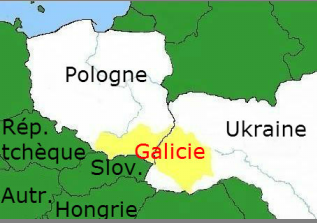 Pologne
Ukraine
Rép.
tchèque
Galicie
Slov.
Autr.
Hongrie